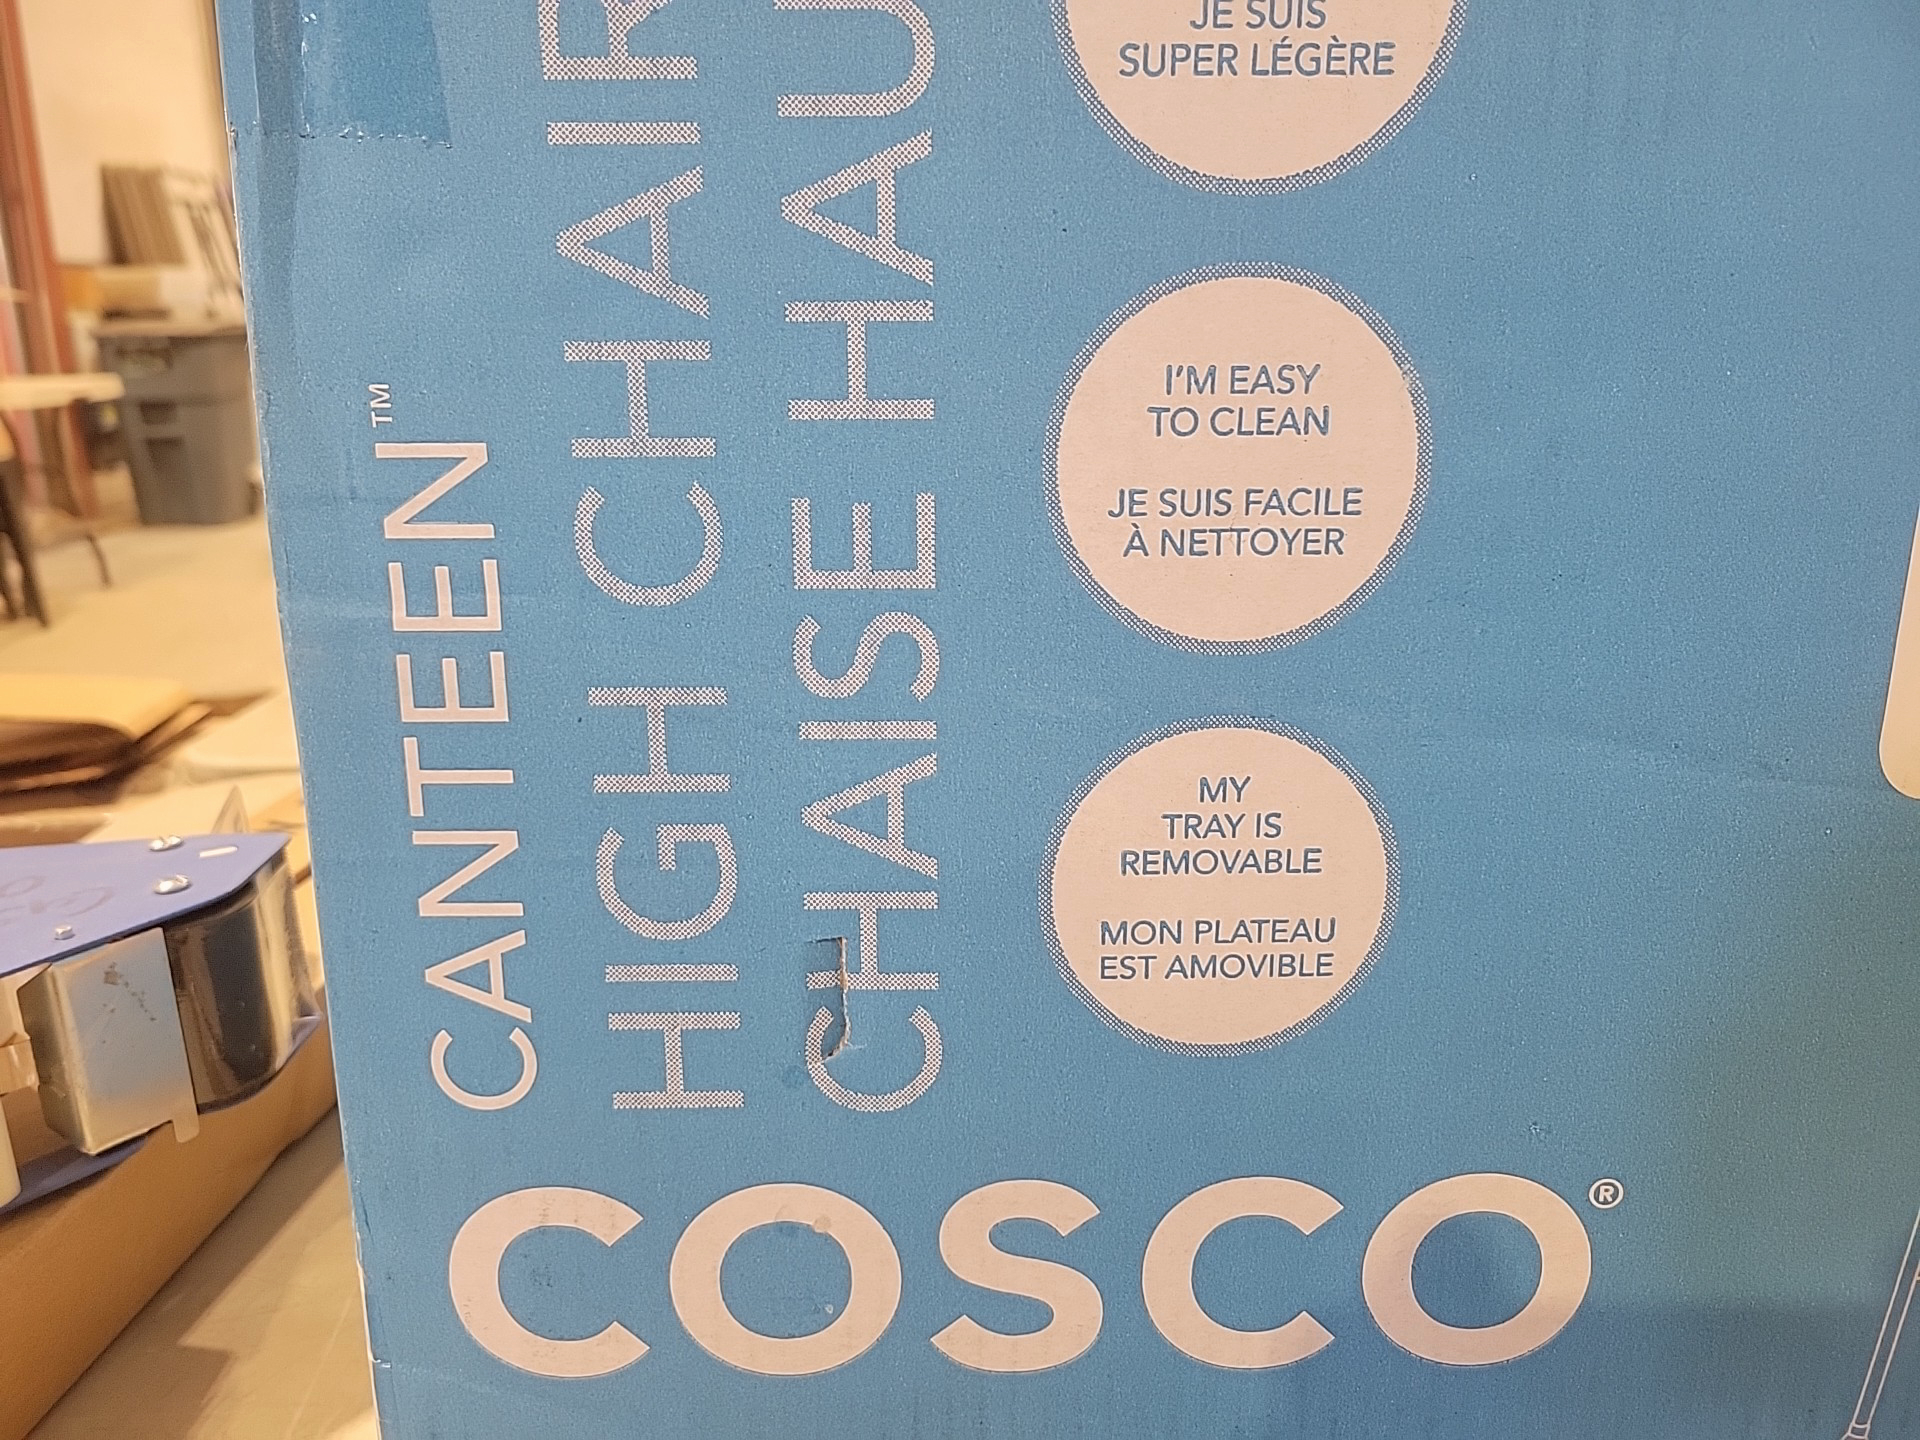 CANTEEN™
HIGH CHAIR
CHAISE HAU
JE SUIS
SUPER LÉGÈRE
I'M EASY
TO CLEAN
JE SUIS FACILE
À NETTOYER
MY
TRAY IS
REMOVABLE
MON PLATEAU
EST AMOVIBLE
COSCO®